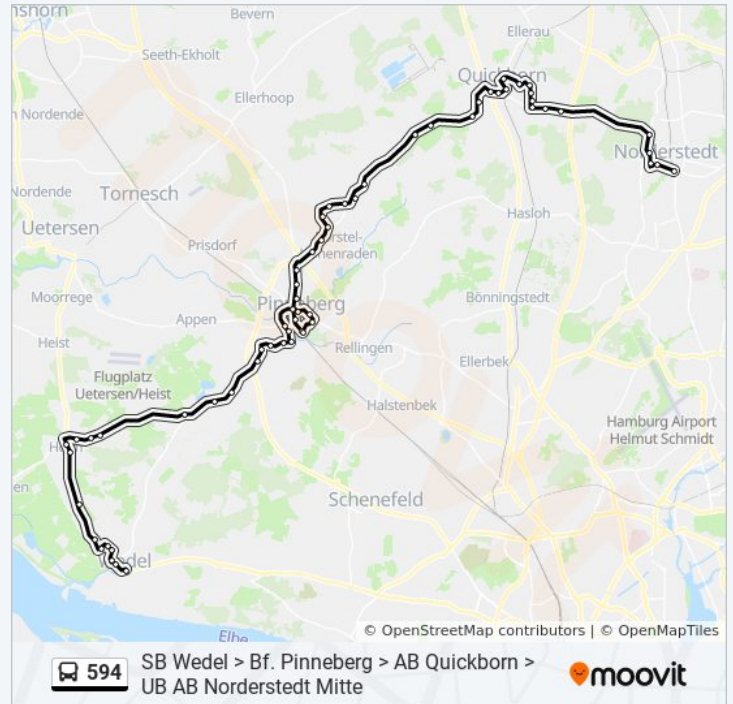 nshorn
Bevern
Ellerau
Seeth-Ekholt
Quickborn
Ellerhoop
Nordende
Norderstedt
Nordende
Tornesch
Uetersen
Hasloh
Prisdorf
Moorrege
Pinneberg
Bönningstedt
Appen
Heist
Rellingen
Ellerbek
Flugplatz
Uetersen/Heist
Halstenbek
Hamburg Airport
Helmut Schmidt
en
Schenefeld
Wedel
Elbe
© OpenStreetMap contributors | © OpenMapTiles
594
SB Wedel > Bf. Pinneberg > AB Quickborn >
UB AB Norderstedt Mitte
moovit